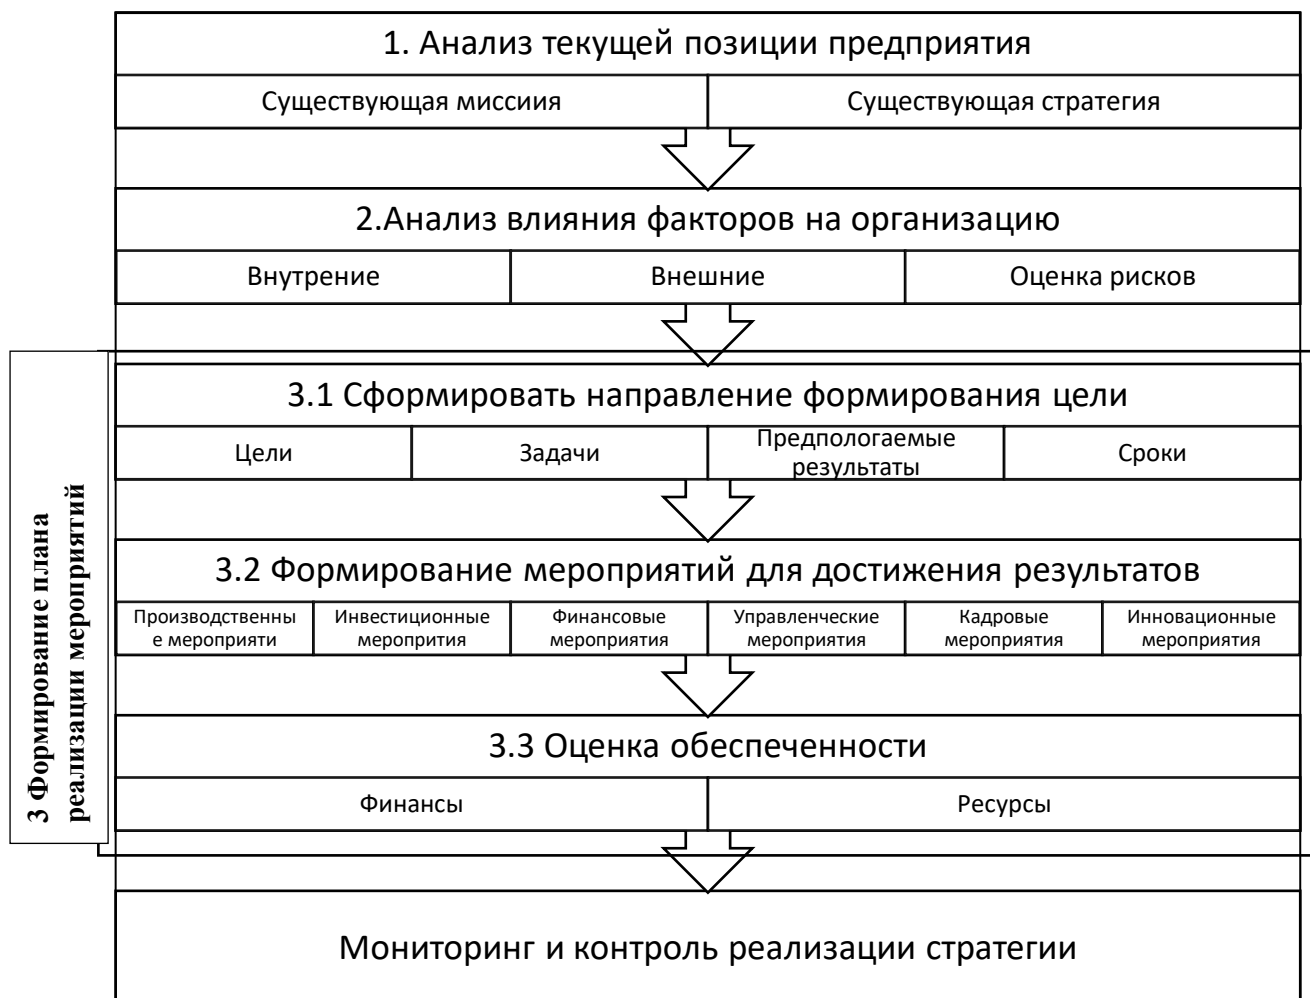 1. Анализ текущей позиции предприятия
Существующая миссиия
Существующая стратегия
2.Анализ влияния факторов на организацию
Внутрение
Внешние
Оценка рисков
3 Формирование плана
реализации мероприятий
3.1 Сформировать направление формирования цели
Цели
Задачи
Предпологаемые
результаты
Сроки
3.2 Формирование мероприятий для достижения результатов
Производственны
е мероприяти
Инвестиционные
меропрития
Финансовые
мероприятия
Управленческие
мероприятия
Кадровые
мероприятия
Инновационные
мероприятия
3.3 Оценка обеспеченности
Финансы
Ресурсы
Мониторинг и контроль реализации стратегии